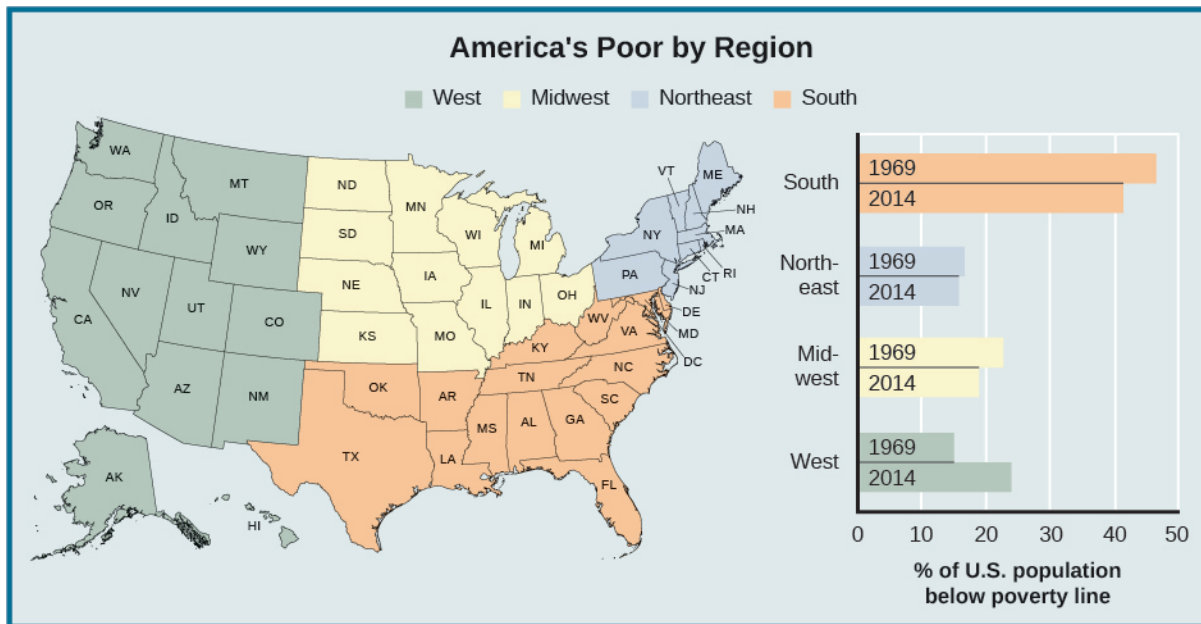 America's Poor by Region
West Midwest Northeast South
WA
OR
CA
NV
ID
MT
WY
UT
CO
AZ
NM
AK
HI
ND
SD
NE
KS
MN
IA
MO
WI
IL
MI
IN
OH
OK
TX
AR
LA
MS
AL
TN
KY
GA
FL
SC
NC
VA
WV
DE
MD
DC
PA
NY
NJ
CT
RI
MA
NH
VT
ME
South
1969
2014
North-
east
1969
2014
Mid-
west
1969
2014
West
1969
2014
0 10 20 30 40 50
% of U.S. population
below poverty line